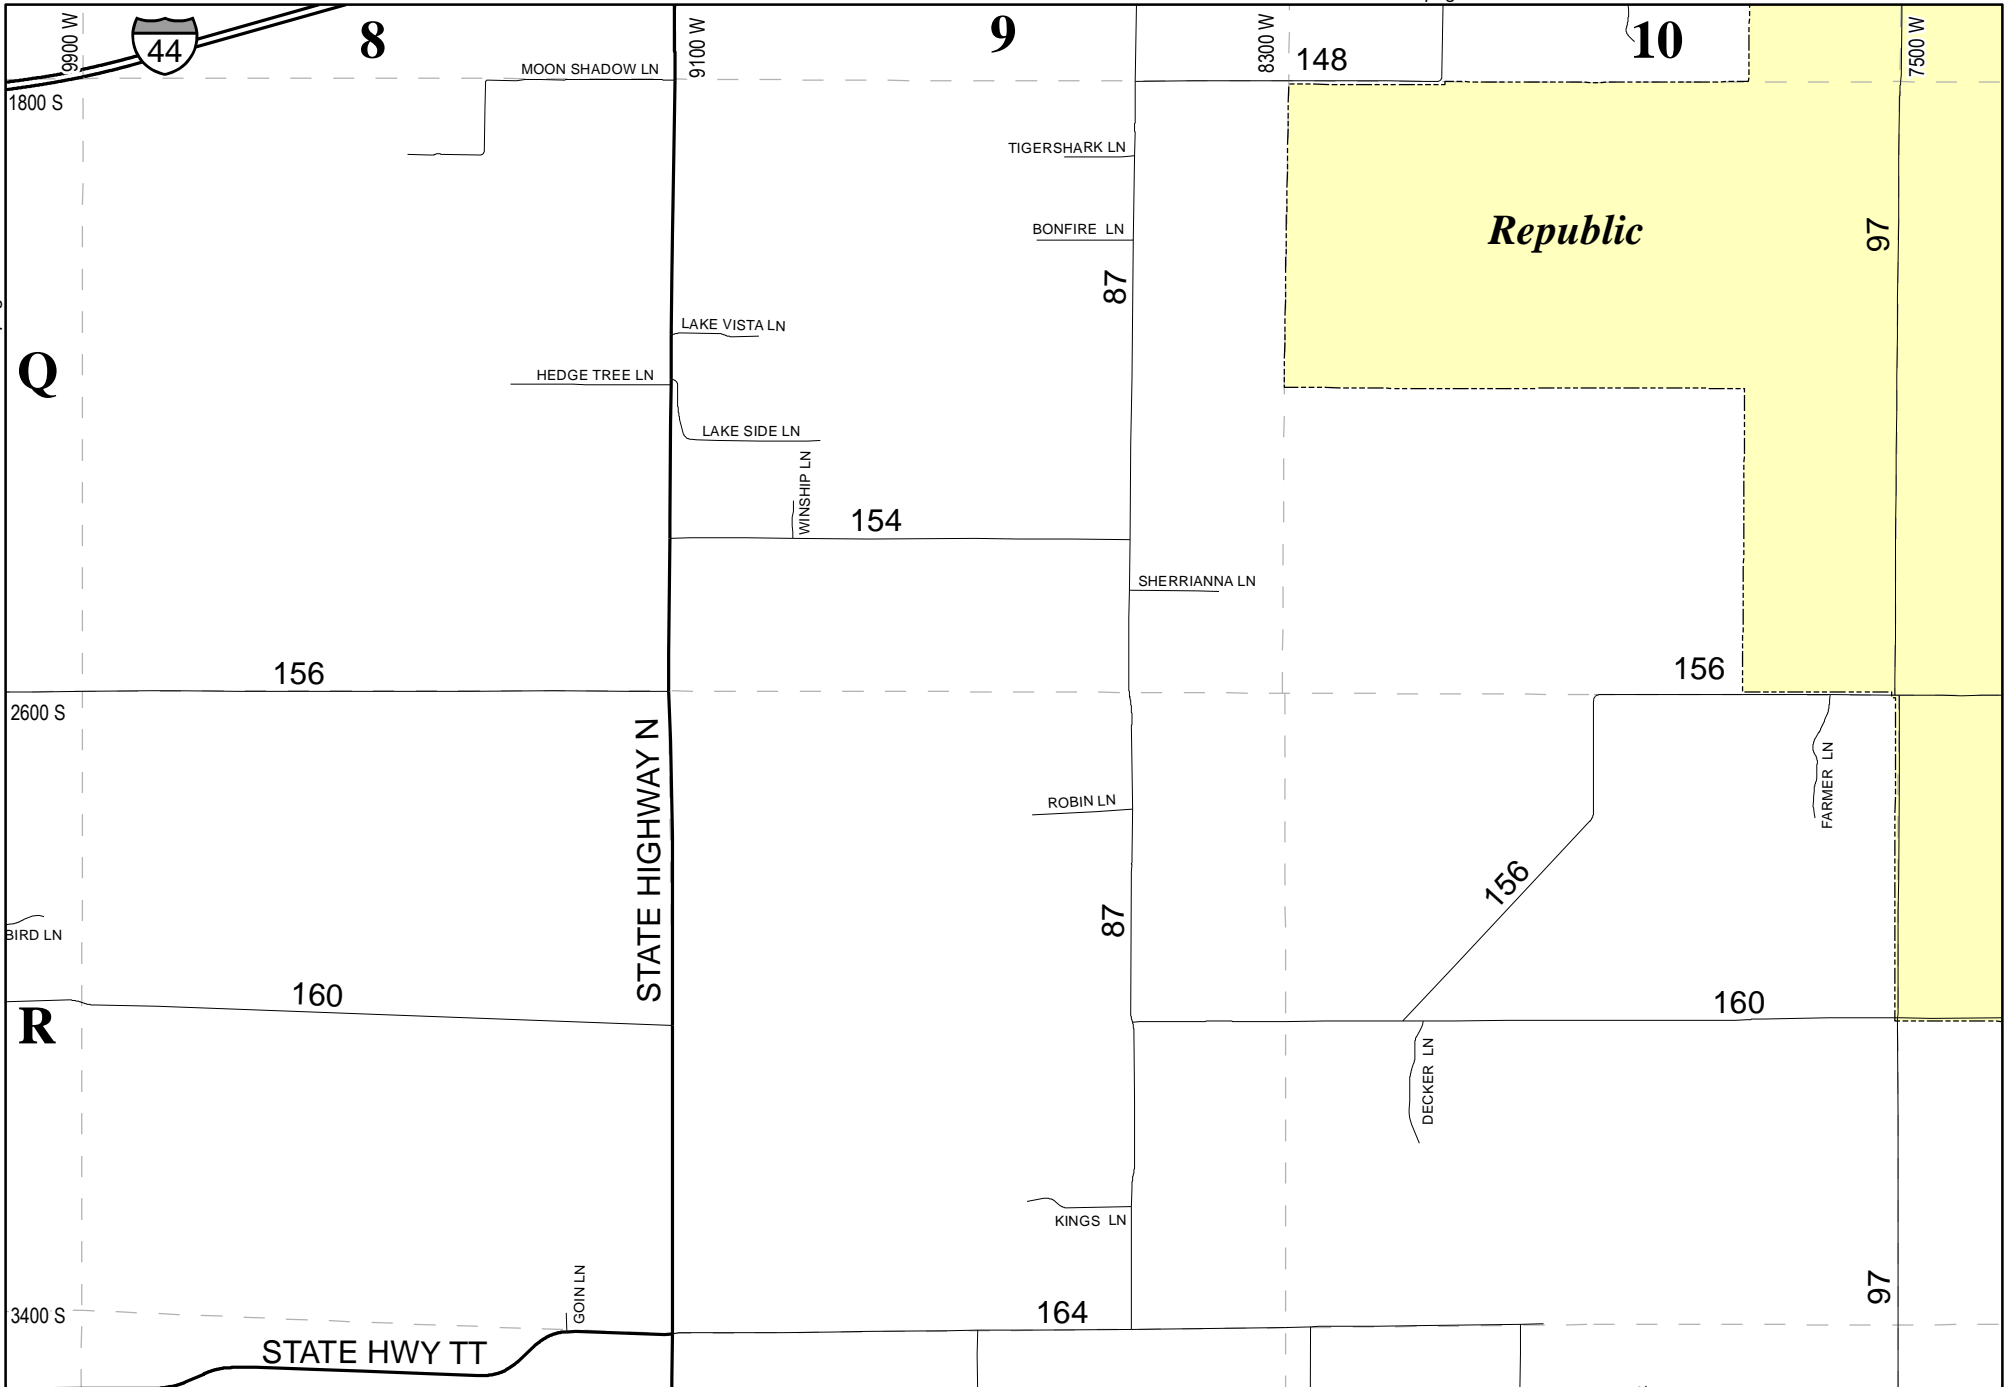 9900 W
44
8
9100 W
9
8300 W
148
10
7500 W
MOON SHADOW LN
1800 S
TIGERSHARK LN
BONFIRE LN
Republic
97
87
LAKE VISTA LN
Q
HEDGE TREE LN
LAKE SIDE LN
WINSHIP LN
154
SHERRIANNA LN
156
156
2600 S
STATE HIGHWAY N
FARMER LN
ROBIN LN
156
87
BIRD LN
160
160
R
DECKER LN
KINGS LN
GOIN LN
97
3400 S
164
STATE HWY TT